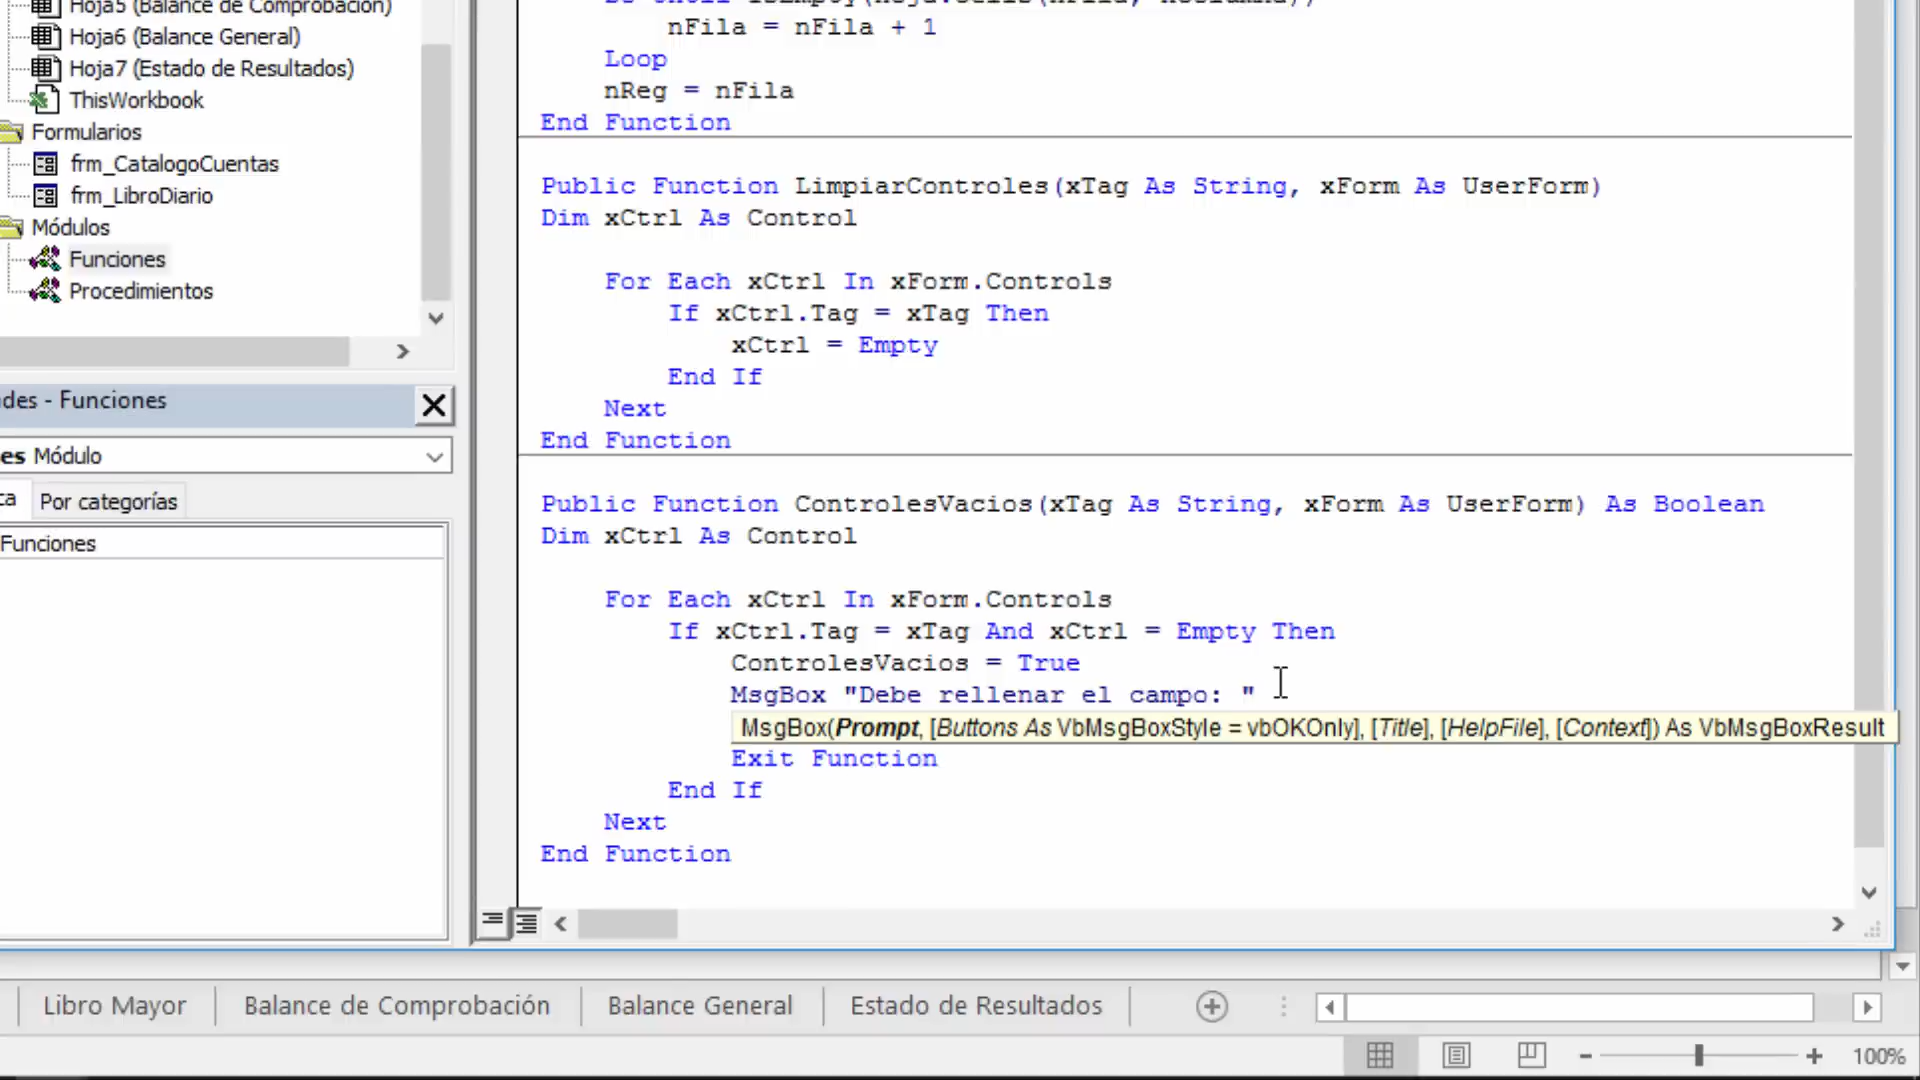 Hoja5 (Balance de Comprobación)
Hoja6 (Balance General)
Hoja7 (Estado de Resultados)
ThisWorkbook
Formularios
frm_CatalogoCuentas
frm_LibroDiario
Módulos
Funciones
Procedimientos
des - Funciones
es Módulo
ca
Por categorías
Funciones
nFila = nFila + 1
Loop
nReg = nFila
End Function
Public Function LimpiarControles(xTag As String, xForm As UserForm)
Dim xCtrl As Control
For Each xCtrl In xForm.Controls
If xCtrl.Tag = xTag Then
xCtrl = Empty
End If
Next
End Function
Public Function ControlesVacios(xTag As String, xForm As UserForm) As Boolean
Dim xCtrl As Control
For Each xCtrl In xForm.Controls
If xCtrl.Tag = xTag And xCtrl = Empty Then
ControlesVacios = True
MsgBox "Debe rellenar el campo: "
MsgBox(Prompt, [Buttons As VbMsgBoxStyle = vbOKOnly], [Title], [HelpFile], [Context]) As VbMsgBoxResult
Exit Function
End If
Next
End Function
Libro Mayor
Balance de Comprobación
Balance General
Estado de Resultados
100%